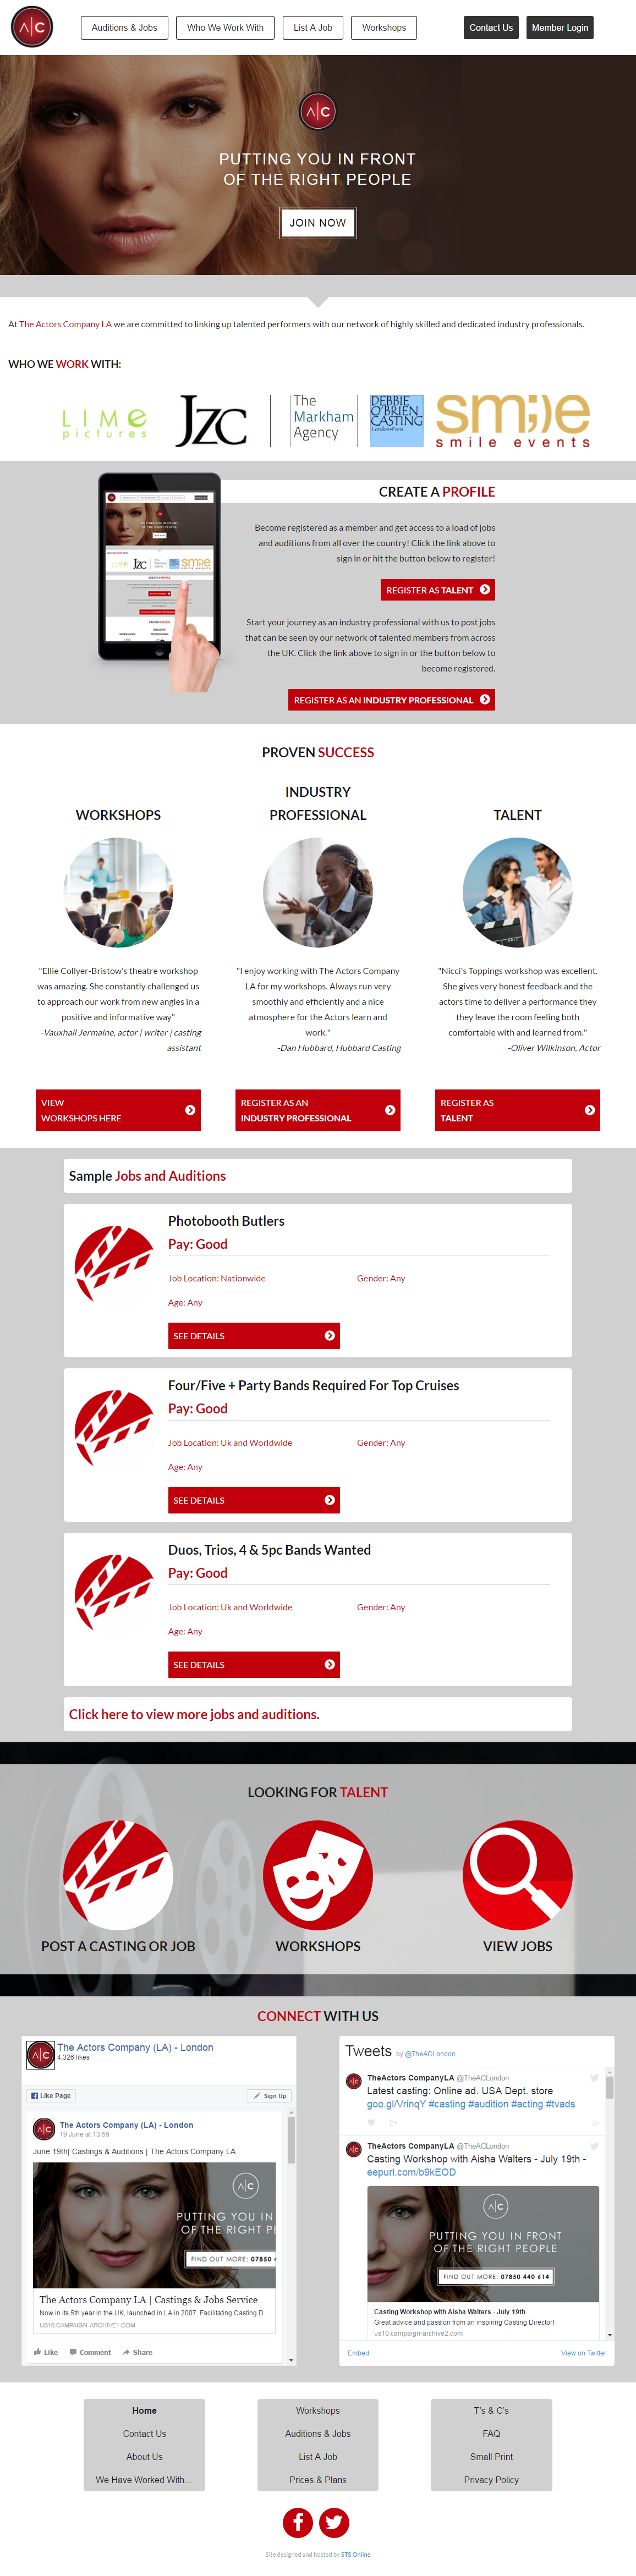 A|C
Auditions & Jobs
Who We Work With
List A Job
Workshops
Contact Us
Member Login
A|C
PUTTING YOU IN FRONT
OF THE RIGHT PEOPLE
JOIN NOW
At The Actors Company LA we are committed to linking up talented performers with our network of highly skilled and dedicated industry professionals.
WHO WE WORK WITH:
LIME
pictures
JZC
The
Markham
Agency
DEBBIE
O'BRIEN
CASTING
London+Paris
smile
smile events
CREATE A PROFILE
Become registered as a member and get access to a load of jobs
and auditions from all over the country! Click the link above to
sign in or hit the button below to register!
REGISTER AS TALENT
Start your journey as an industry professional with us to post jobs
that can be seen by our network of talented members from across
the UK. Click the link above to sign in or the button below to
become registered.
REGISTER AS AN INDUSTRY PROFESSIONAL
PROVEN SUCCESS
WORKSHOPS
"Ellie Collyer-Bristow's theatre workshop
was amazing. She constantly challenged us
to approach our work from new angles in a
positive and informative way"
-Vauxhall Jermaine, actor | writer | casting
assistant
VIEW
WORKSHOPS HERE
INDUSTRY
PROFESSIONAL
"I enjoy working with The Actors Company
LA for my workshops. Always run very
smoothly and efficiently and a nice
atmosphere for the Actors learn and
work."
-Dan Hubbard, Hubbard Casting
REGISTER AS AN
INDUSTRY PROFESSIONAL
TALENT
"Nicci's Toppings workshop was excellent.
She gives very honest feedback and the
actors time to deliver a performance they
they leave the room feeling both
comfortable with and learned from."
-Oliver Wilkinson, Actor
REGISTER AS
TALENT
Sample Jobs and Auditions
Photobooth Butlers
Pay: Good
Job Location: Nationwide
Gender: Any
Age: Any
SEE DETAILS
Four/Five + Party Bands Required For Top Cruises
Pay: Good
Job Location: Uk and Worldwide
Gender: Any
Age: Any
SEE DETAILS
Duos, Trios, 4 & 5pc Bands Wanted
Pay: Good
Job Location: Uk and Worldwide
Gender: Any
Age: Any
SEE DETAILS
Click here to view more jobs and auditions.
LOOKING FOR TALENT
POST A CASTING OR JOB
WORKSHOPS
VIEW JOBS
CONNECT WITH US
A|C
The Actors Company (LA) - London
4,326 likes
Like Page
Sign Up
The Actors Company (LA) - London
19 June at 13:59
June 19th| Castings & Auditions | The Actors Company LA
A|C
PUTTING YOU IN
OF THE RIGHT P
FIND OUT MORE: 07850 4
The Actors Company LA | Castings & Jobs Service
Now in its 5th year in the UK, launched in LA in 2007. Facilitating Casting D...
US10.CAMPAIGN-ARCHIVE1.COM
Like
Comment
Share
Tweets by @TheACLondon
TheActors CompanyLA @TheACLondon
Latest casting: Online ad. USA Dept. store
goo.gl/VrinqY #casting #audition #acting #tvads
TheActors CompanyLA @TheACLondon
Casting Workshop with Aisha Walters - July 19th -
eepurl.com/b9kEOD
A|C
PUTTING YOU IN FRONT
OF THE RIGHT PEOPLE
FIND OUT MORE: 07850 440 614
Casting Workshop with Aisha Walters - July 19th
Great advice and passion from an inspiring Casting Director!
us10.campaign-archive2.com
Embed
View on Twitter
Home
Contact Us
About Us
We Have Worked With...
Workshops
Auditions & Jobs
List A Job
Prices & Plans
T's & C's
FAQ
Small Print
Privacy Policy
Site designed and hosted by STS Online